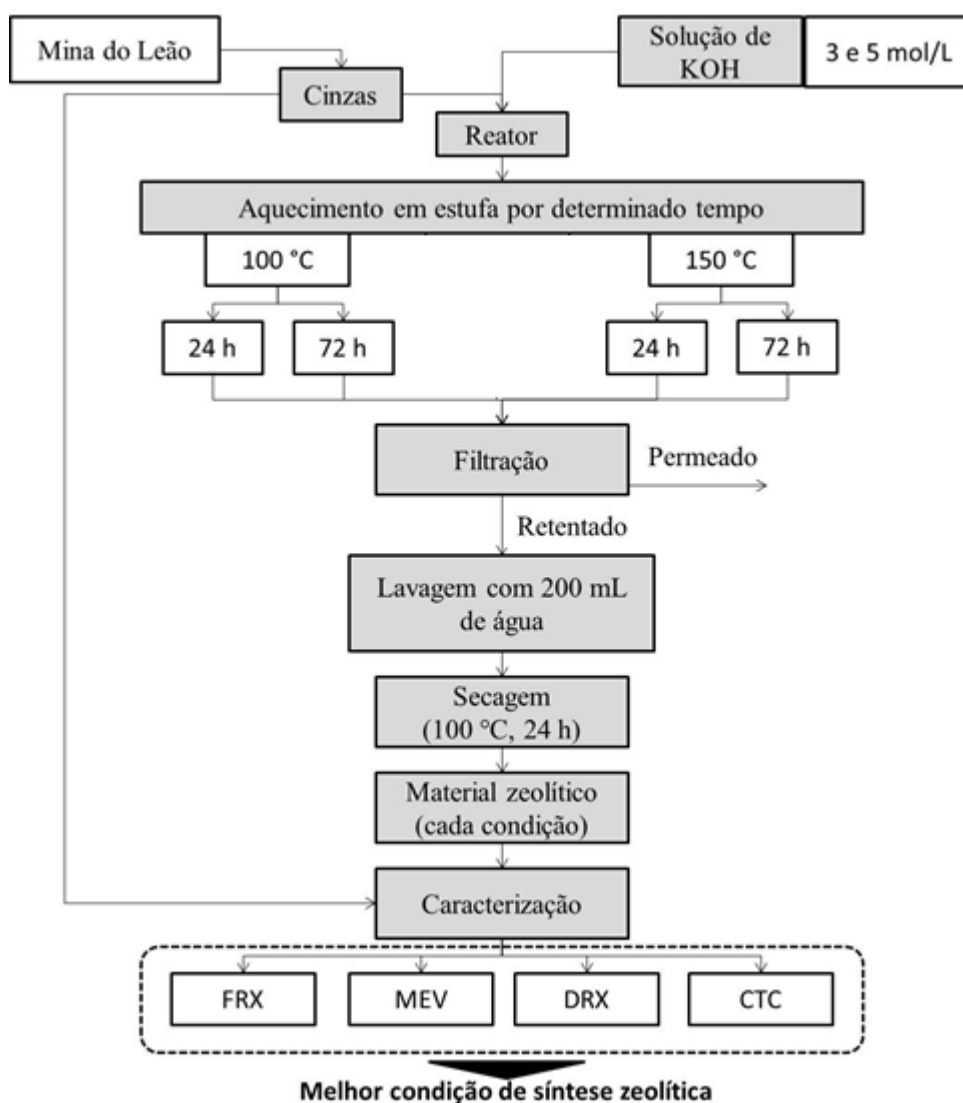 Mina do Leão
Solução de
KOH
3 e 5 mol/L
Cinzas
Reator
Aquecimento em estufa por determinado tempo
100 °C
150 °C
24 h
72 h
24 h
72 h
Filtração
Permeado
Retentado
Lavagem com 200 mL
de água
Secagem
(100 °C, 24 h)
Material zeolítico
(cada condição)
Caracterização
FRX
MEV
DRX
CTC
Melhor condição de síntese zeolítica